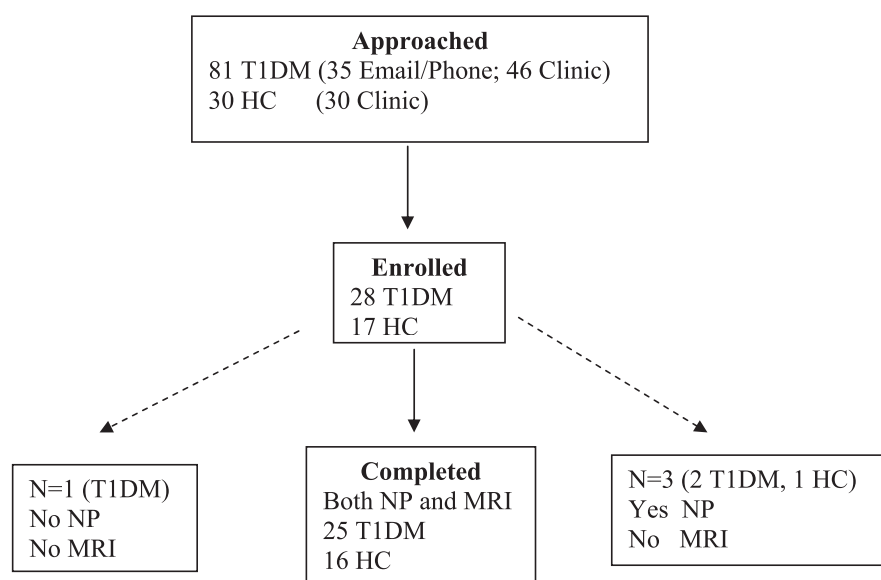 Approached
81 T1DM (35 Email/Phone; 46 Clinic)
30 HC (30 Clinic)
Enrolled
28 T1DM
17 HC
N=1 (T1DM)
No NP
No MRI
Completed
Both NP and MRI
25 T1DM
16 HC
N=3 (2 T1DM, 1 HC)
Yes NP
No MRI